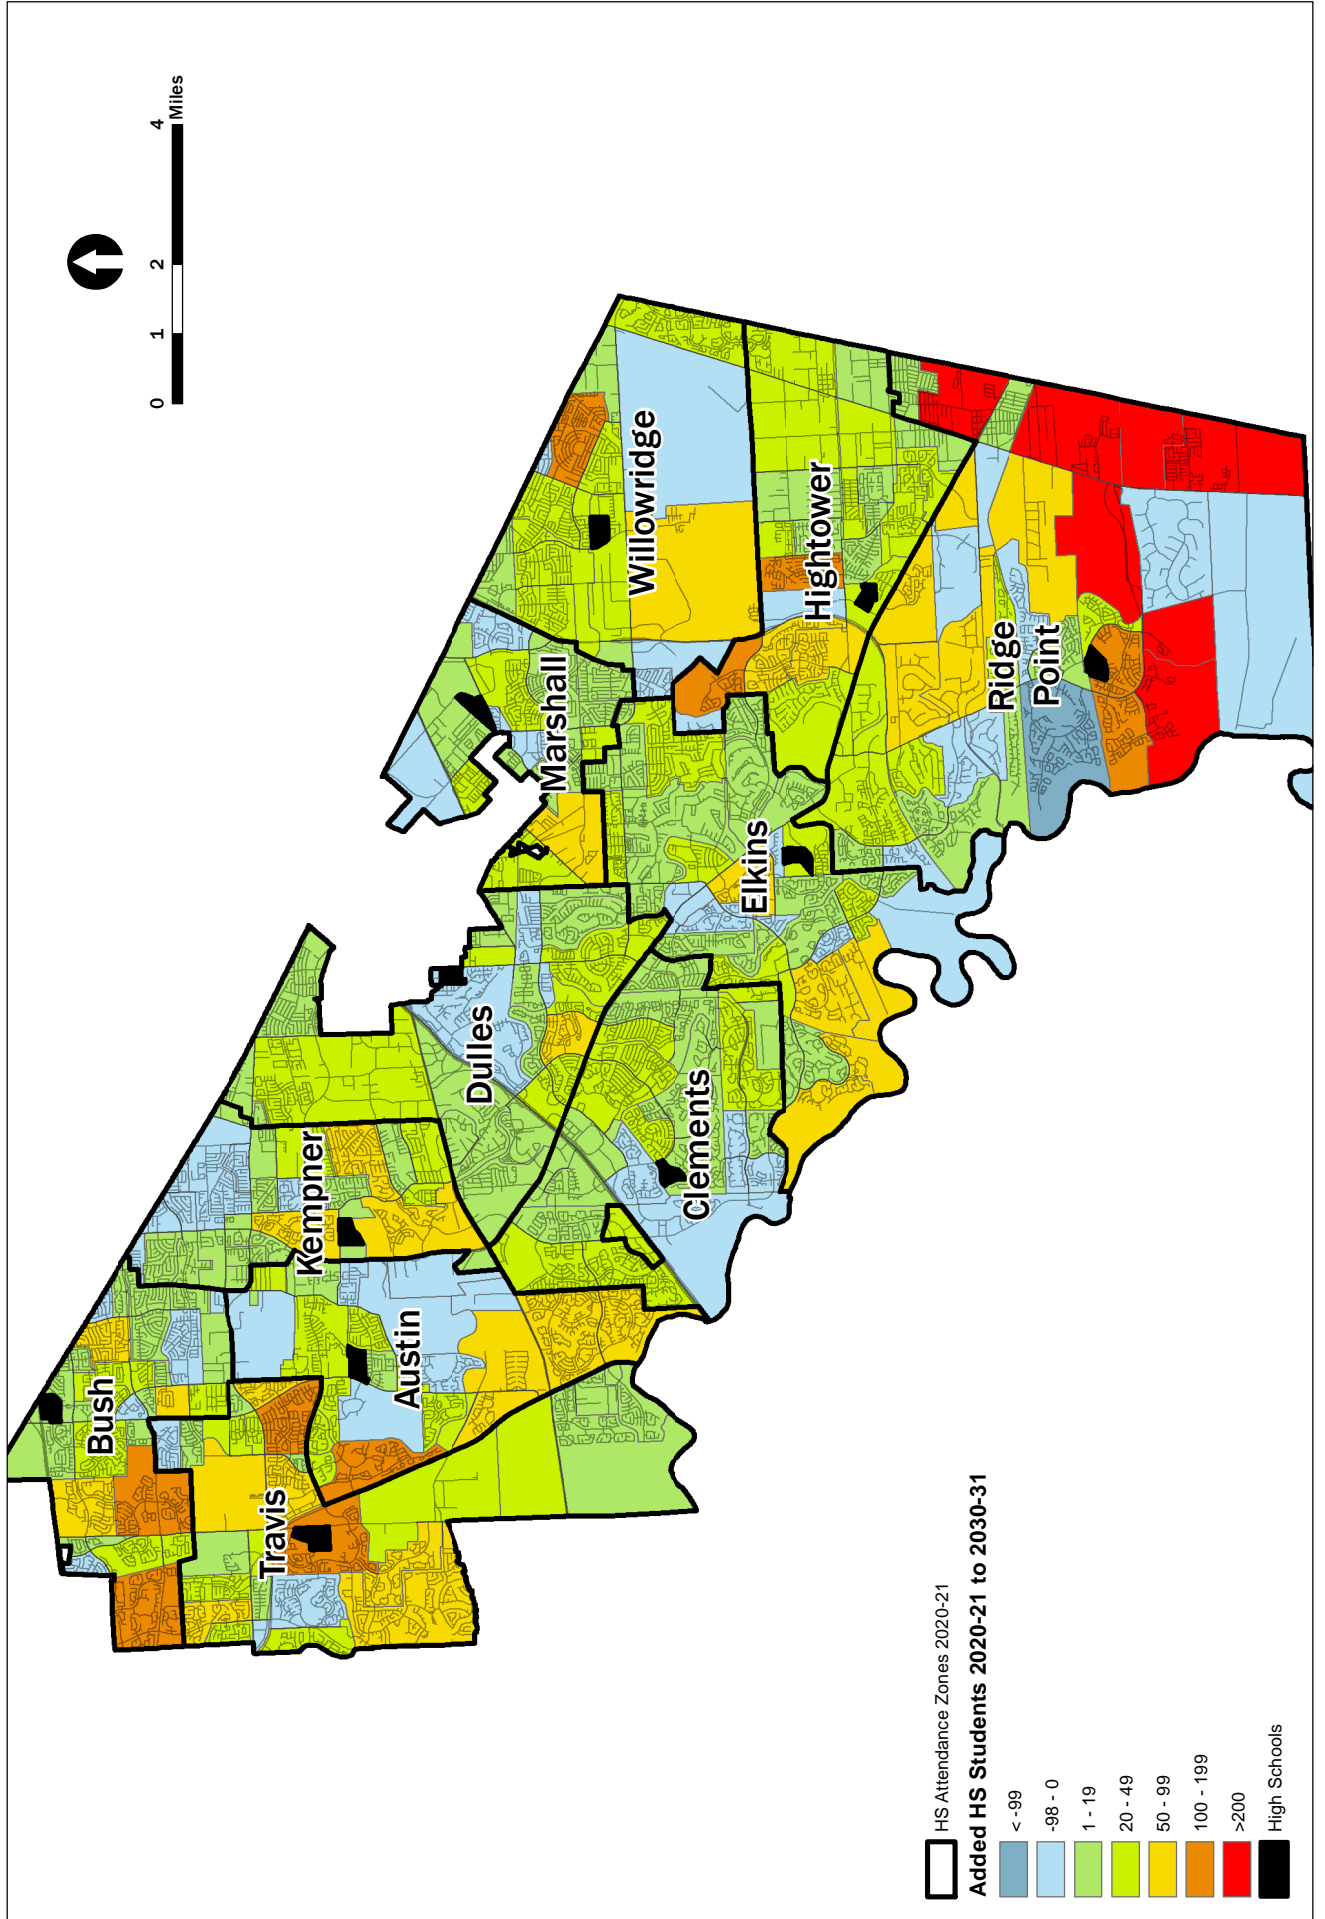 0 1 2 4
Miles
Willowridge
Marshall
Hightower
Ridge
Point
Elkins
Dulles
Clements
Kempner
Austin
Bush
Travis
HS Attendance Zones 2020-21
Added HS Students 2020-21 to 2030-31
< -99
-98 - 0
1 - 19
20 - 49
50 - 99
100 - 199
>200
High Schools